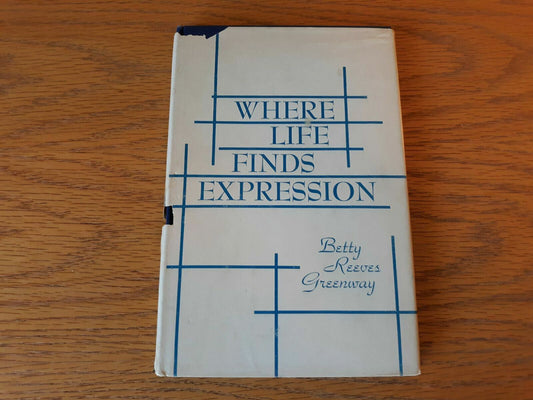 WHERE
LIFE
FINDS
EXPRESSION
Betty
Reeves
Greenway